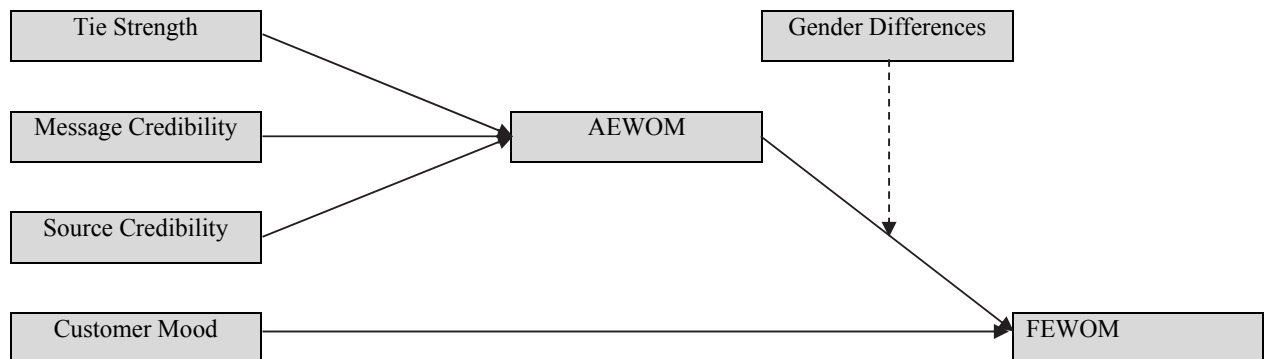 Tie Strength
Gender Differences
Message Credibility
AEWOM
Source Credibility
Customer Mood
FEWOM